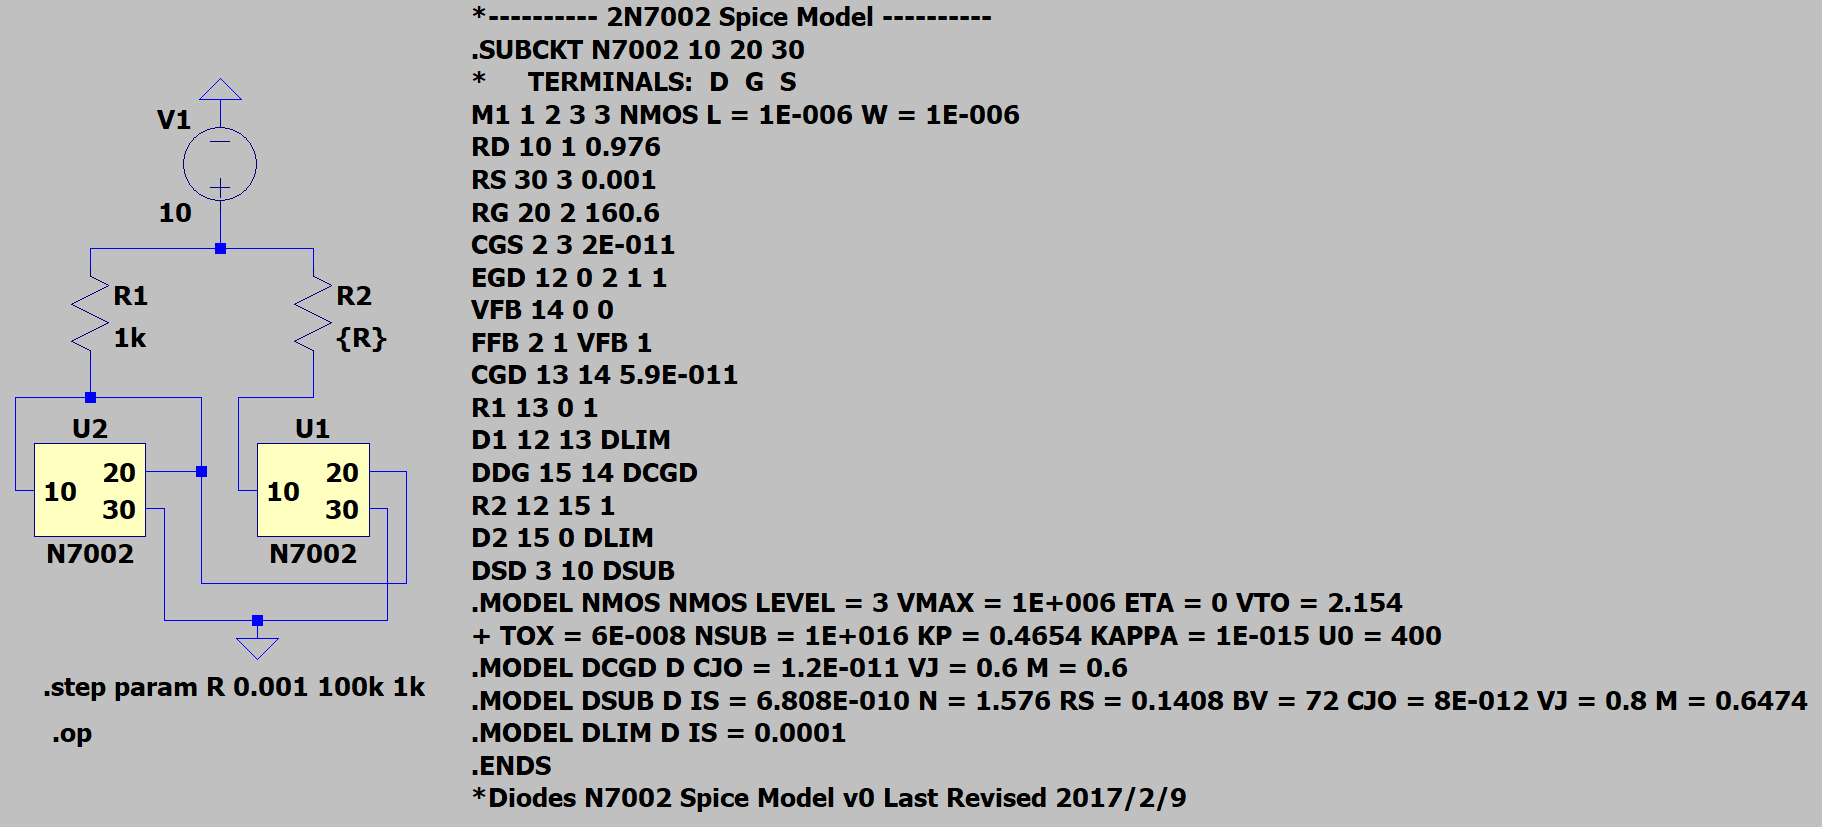 V1
10
R1
1k
R2
{R}
U2
10
20
30
N7002
U1
10
20
30
N7002
.step param R 0.001 100k 1k
.op
*---------- 2N7002 Spice Model ----------
.SUBCKT N7002 10 20 30
* TERMINALS: D G S
M1 1 2 3 3 NMOS L = 1E-006 W = 1E-006
RD 10 1 0.976
RS 30 3 0.001
RG 20 2 160.6
CGS 2 3 2E-011
EGD 12 0 2 1 1
VFB 14 0 0
FFB 2 1 VFB 1
CGD 13 14 5.9E-011
R1 13 0 1
D1 12 13 DLIM
DDG 15 14 DCGD
R2 12 15 1
D2 15 0 DLIM
DSD 3 10 DSUB
.MODEL NMOS NMOS LEVEL = 3 VMAX = 1E+006 ETA = 0 VTO = 2.154
+ TOX = 6E-008 NSUB = 1E+016 KP = 0.4654 KAPPA = 1E-015 U0 = 400
.MODEL DCGD D CJO = 1.2E-011 VJ = 0.6 M = 0.6
.MODEL DSUB D IS = 6.808E-010 N = 1.576 RS = 0.1408 BV = 72 CJO = 8E-012 VJ = 0.8 M = 0.6474
.MODEL DLIM D IS = 0.0001
.ENDS
*Diodes N7002 Spice Model v0 Last Revised 2017/2/9